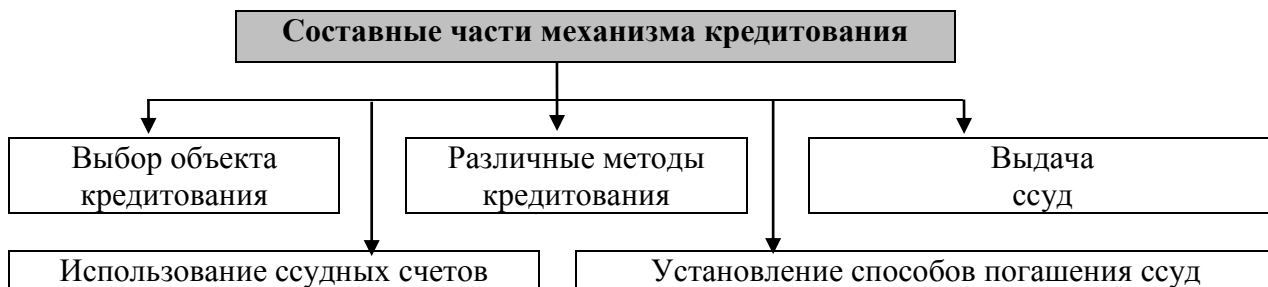 Составные части механизма кредитования
Выбор объекта
кредитования
Различные методы
кредитования
Выдача
ссуд
Использование ссудных счетов
Установление способов погашения ссуд